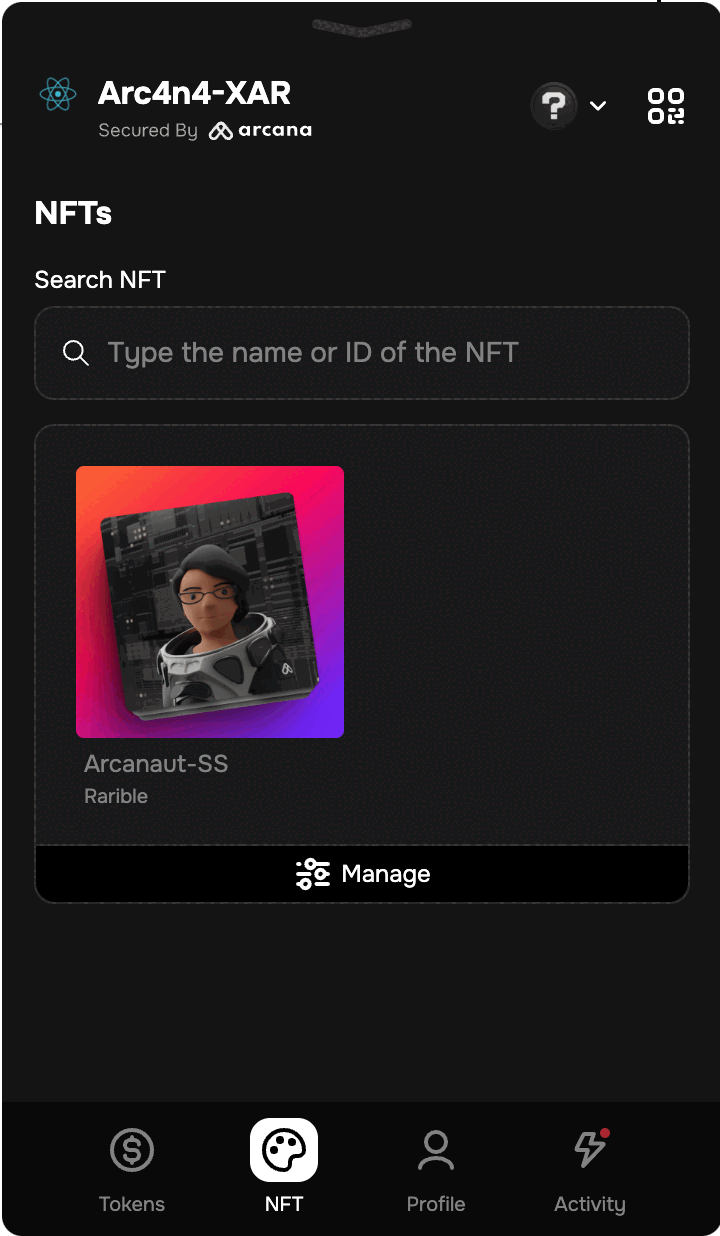 Arc4n4-XAR
?
Secured By arcana
NFTs
Search NFT
Type the name or ID of the NFT
Arcanaut-SS
Rarible
Manage
$
Tokens
NFT
Profile
Activity